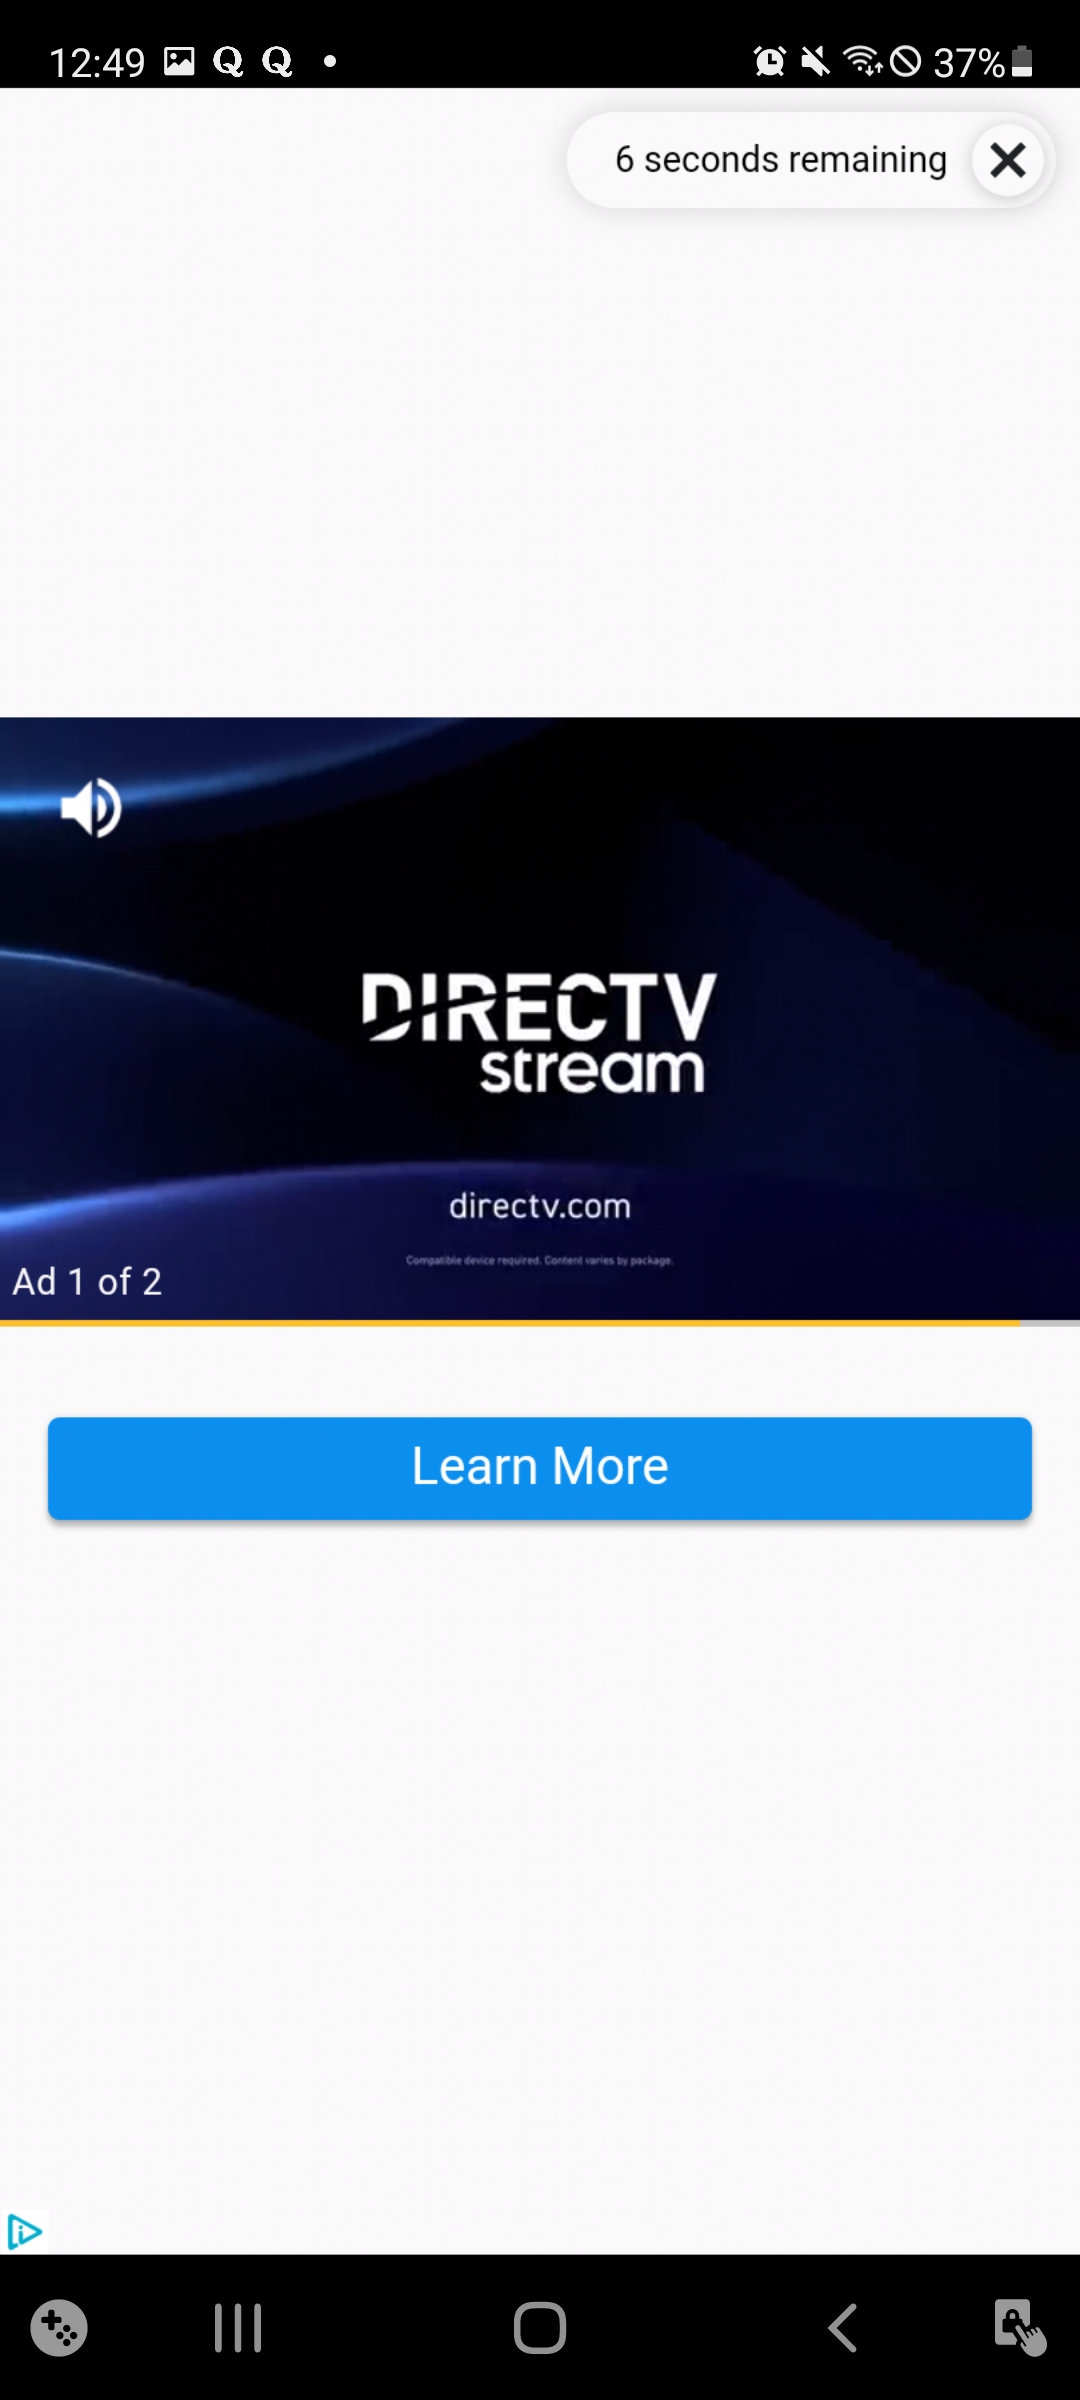 12:49 Q Q 37%
6 seconds remaining
DIRECTV
stream
directv.com
Compatible device required. Content varies by package.
Ad 1 of 2
Learn More